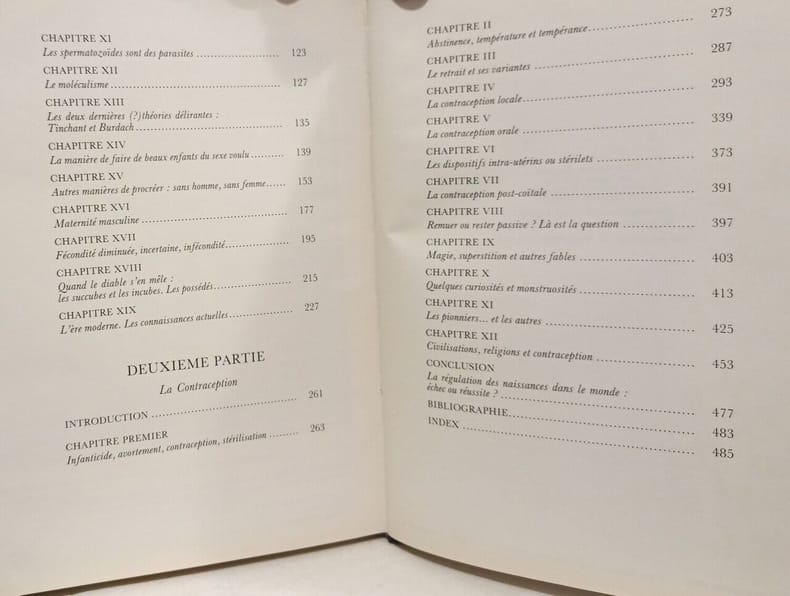 CHAPITRE XI
Les spermatozoïdes sont des parasites ........................ 123
CHAPITRE XII
Le moléculisme ........................ 127
CHAPITRE XIII
Les deux dernières (?)théories délirantes :
Tinchant et Burdach ........................ 135
CHAPITRE XIV
La manière de faire de beaux enfants du sexe voulu .......... 139
CHAPITRE XV
Autres manières de procréer : sans homme, sans femme...... 153
CHAPITRE XVI
Maternité masculine ........................ 177
CHAPITRE XVII
Fécondité diminuée, incertaine, infécondité.................. 195
CHAPITRE XVIII
Quand le diable s'en mêle :
les succubes et les incubes. Les possédés.................. 215
CHAPITRE XIX
L'ère moderne. Les connaissances actuelles.................. 227
DEUXIEME PARTIE
La Contraception
INTRODUCTION ........................ 261
CHAPITRE PREMIER
Infanticide, avortement, contraception, stérilisation ......... 263
CHAPITRE II
Abstinence, température et tempérance........................ 273
CHAPITRE III
Le retrait et ses variantes ........................ 287
CHAPITRE IV
La contraception locale........................ 293
CHAPITRE V
La contraception orale ........................ 339
CHAPITRE VI
Les dispositifs intra-utérins ou stérilets ........................ 373
CHAPITRE VII
La contraception post-coïtale ........................ 391
CHAPITRE VIII
Remuer ou rester passive ? Là est la question .................. 397
CHAPITRE IX
Magie, superstition et autres fables ........................ 403
CHAPITRE X
Quelques curiosités et monstruosités ........................ 413
CHAPITRE XI
Les pionniers... et les autres ........................ 425
CHAPITRE XII
Civilisations, religions et contraception .................. 453
CONCLUSION
La régulation des naissances dans le monde :
échec ou réussite ? ........................ 477
BIBLIOGRAPHIE........................ 483
INDEX ........................ 485